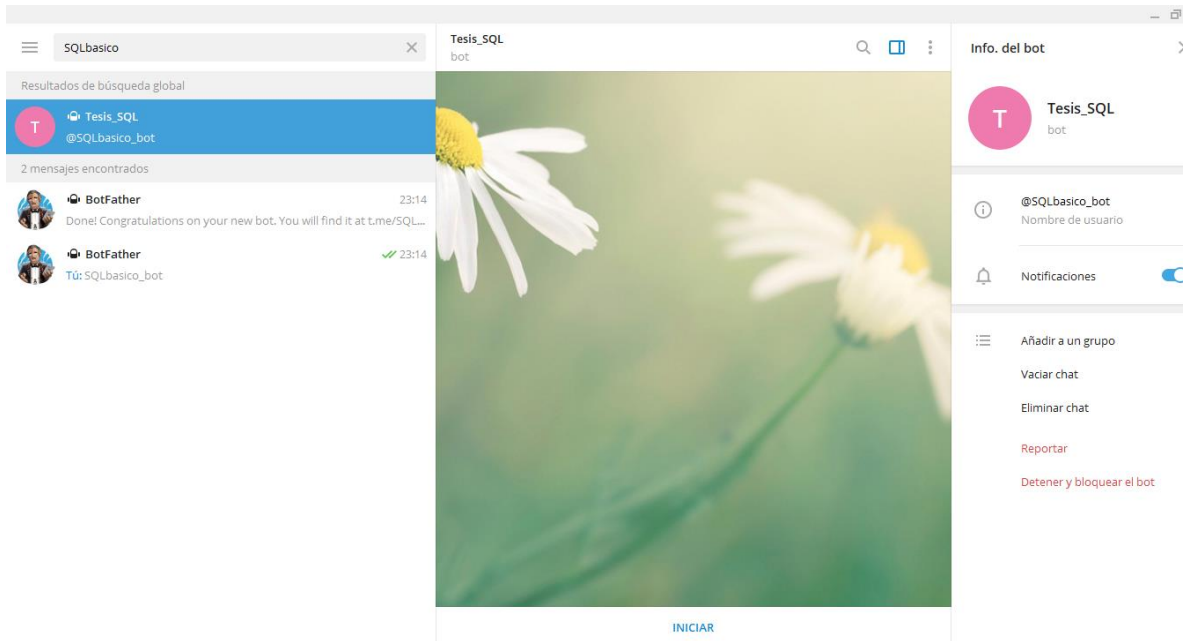 SQLbasico
Resultados de búsqueda global
T
Tesis_SQL
@SQLbasico_bot
2 mensajes encontrados
BotFather 23:14
Done! Congratulations on your new bot. You will find it at t.me/SQL...
BotFather 23:14
Tú: SQLbasico_bot
Tesis_SQL
bot
INICIAR
Info. del bot
T
Tesis_SQL
bot
@SQLbasico_bot
Nombre de usuario
Notificaciones
Añadir a un grupo
Vaciar chat
Eliminar chat
Reportar
Detener y bloquear el bot